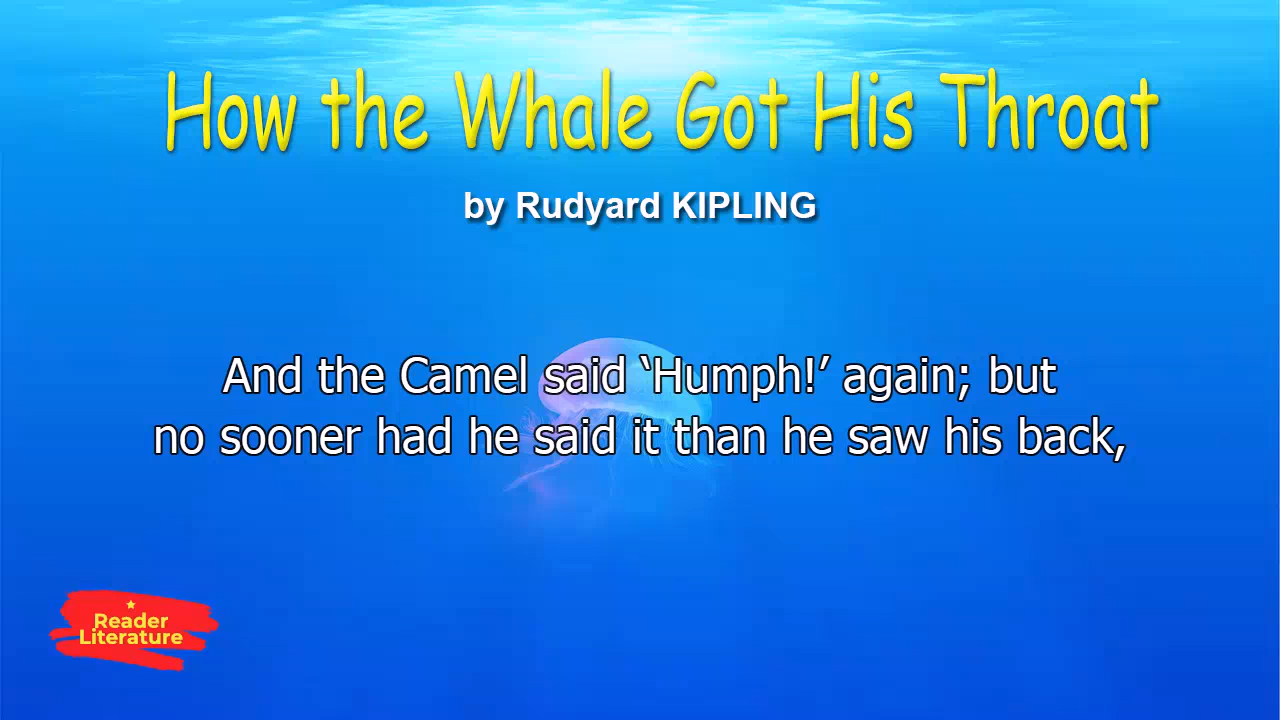 How the Whale Got His Throat
by Rudyard KIPLING
And the Camel said ‘Humph!’ again; but
no sooner had he said it than he saw his back,
Reader
Literature